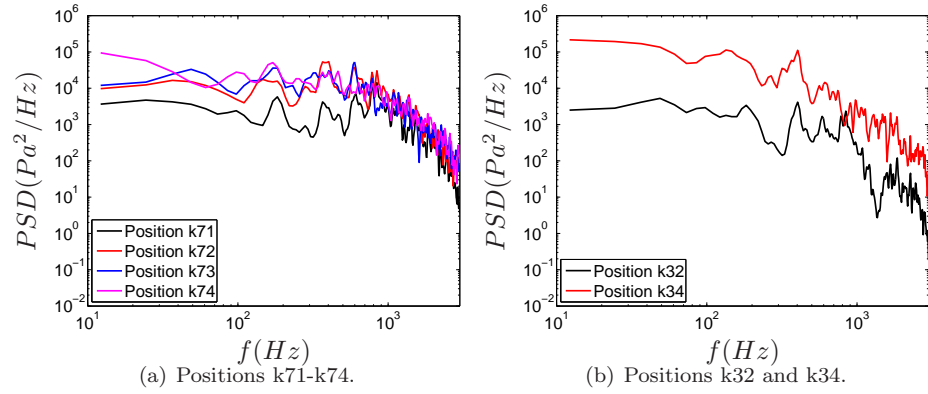 10^6
10^5
10^4
10^3
10^2
10^1
10^0
10^-1
10^-2
PSD(Pa^2/Hz)
Position k71
Position k72
Position k73
Position k74
10^1
10^2
10^3
f(Hz)
(a) Positions k71-k74.
10^6
10^5
10^4
10^3
10^2
10^1
10^0
10^-1
10^-2
PSD(Pa^2/Hz)
Position k32
Position k34
10^1
10^2
10^3
f(Hz)
(b) Positions k32 and k34.